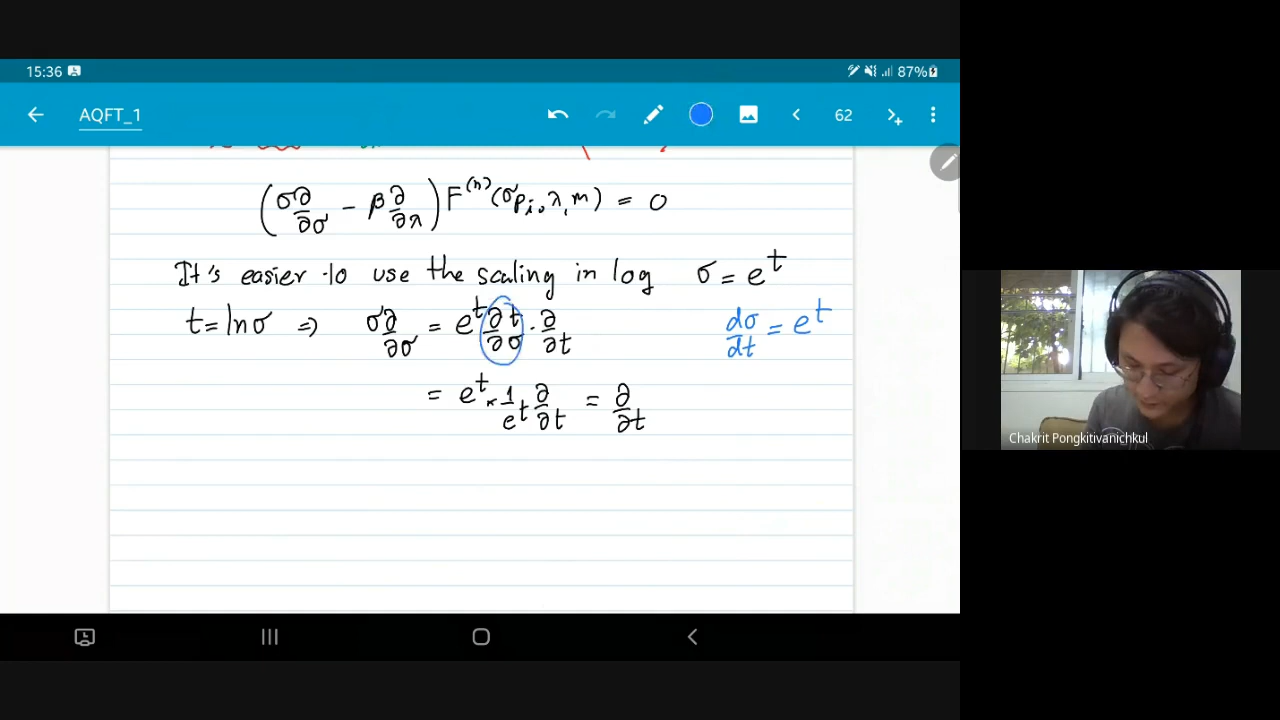 15:36 87%
AQFT_1 62
(σ∂/∂σ - β∂/∂λ) F^(n)(σp_i, λ, m) = 0
It's easier to use the scaling in log σ = e^t
t = ln σ ⇒ σ∂/∂σ = e^t ∂t/∂σ · ∂/∂t dσ/dt = e^t
= e^t × 1/e^t ∂/∂t = ∂/∂t
Chakrit Pongkitivanichkul